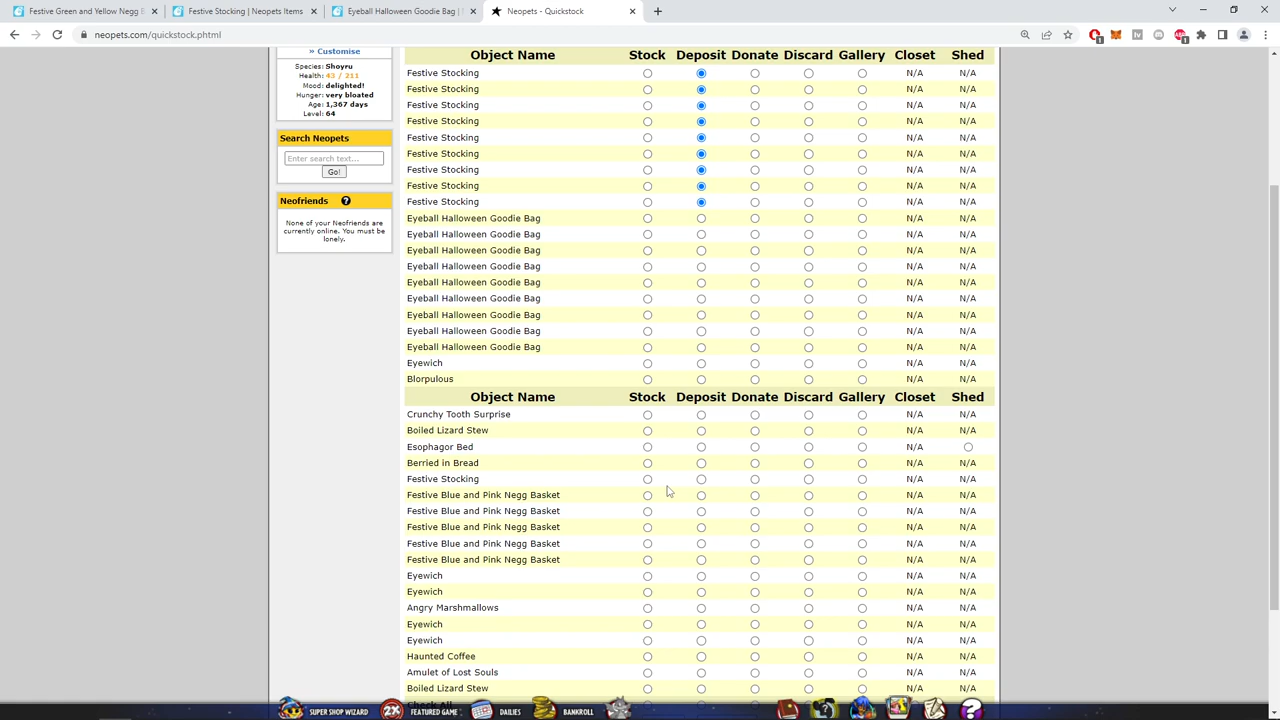 Festive Green and Yellow Negg B
Festive Stocking | Neopets Items
Eyeball Halloween Goodie Bag |
Neopets - Quickstock
neopets.com/quickstock.phtml
» Customise
Species: Shoyru
Health: 43 / 211
Mood: delighted!
Hunger: very bloated
Age: 1,367 days
Level: 64
Search Neopets
Enter search text...
Go!
Neofriends ?
None of your Neofriends are
currently online. You must be
lonely.
Object Name Stock Deposit Donate Discard Gallery Closet Shed
Festive Stocking N/A N/A
Festive Stocking N/A N/A
Festive Stocking N/A N/A
Festive Stocking N/A N/A
Festive Stocking N/A N/A
Festive Stocking N/A N/A
Festive Stocking N/A N/A
Festive Stocking N/A N/A
Festive Stocking N/A N/A
Eyeball Halloween Goodie Bag N/A N/A
Eyeball Halloween Goodie Bag N/A N/A
Eyeball Halloween Goodie Bag N/A N/A
Eyeball Halloween Goodie Bag N/A N/A
Eyeball Halloween Goodie Bag N/A N/A
Eyeball Halloween Goodie Bag N/A N/A
Eyeball Halloween Goodie Bag N/A N/A
Eyeball Halloween Goodie Bag N/A N/A
Eyeball Halloween Goodie Bag N/A N/A
Eyewich N/A N/A
Blorpulous N/A N/A
Object Name Stock Deposit Donate Discard Gallery Closet Shed
Crunchy Tooth Surprise N/A N/A
Boiled Lizard Stew N/A N/A
Esophagor Bed N/A
Berried in Bread N/A N/A
Festive Stocking N/A N/A
Festive Blue and Pink Negg Basket N/A N/A
Festive Blue and Pink Negg Basket N/A N/A
Festive Blue and Pink Negg Basket N/A N/A
Festive Blue and Pink Negg Basket N/A N/A
Festive Blue and Pink Negg Basket N/A N/A
Eyewich N/A N/A
Eyewich N/A N/A
Angry Marshmallows N/A N/A
Eyewich N/A N/A
Eyewich N/A N/A
Haunted Coffee N/A N/A
Amulet of Lost Souls N/A N/A
Boiled Lizard Stew N/A N/A
Check All
SUPER SHOP WIZARD 2X FEATURED GAME DAILIES BANKROLL ? ?